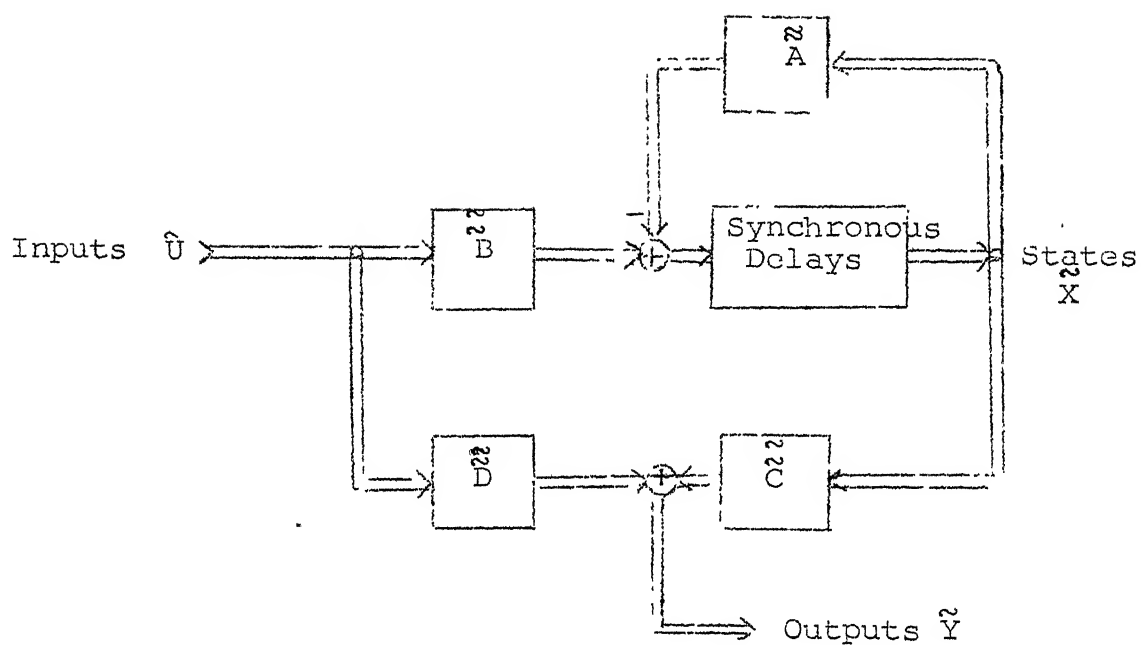 Ã
Inputs Û
B̃
Synchronous
Delays
States
X̃
D̃
C̃
Outputs Ỹ